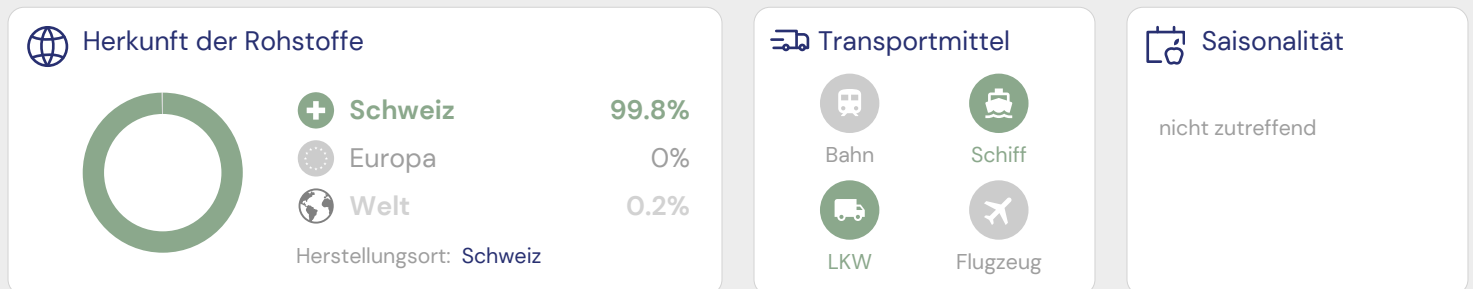 Herkunft der Rohstoffe
Schweiz 99.8%
Europa 0%
Welt 0.2%
Herstellungsort: Schweiz
Transportmittel
Bahn Schiff
LKW Flugzeug
Saisonalität
nicht zutreffend